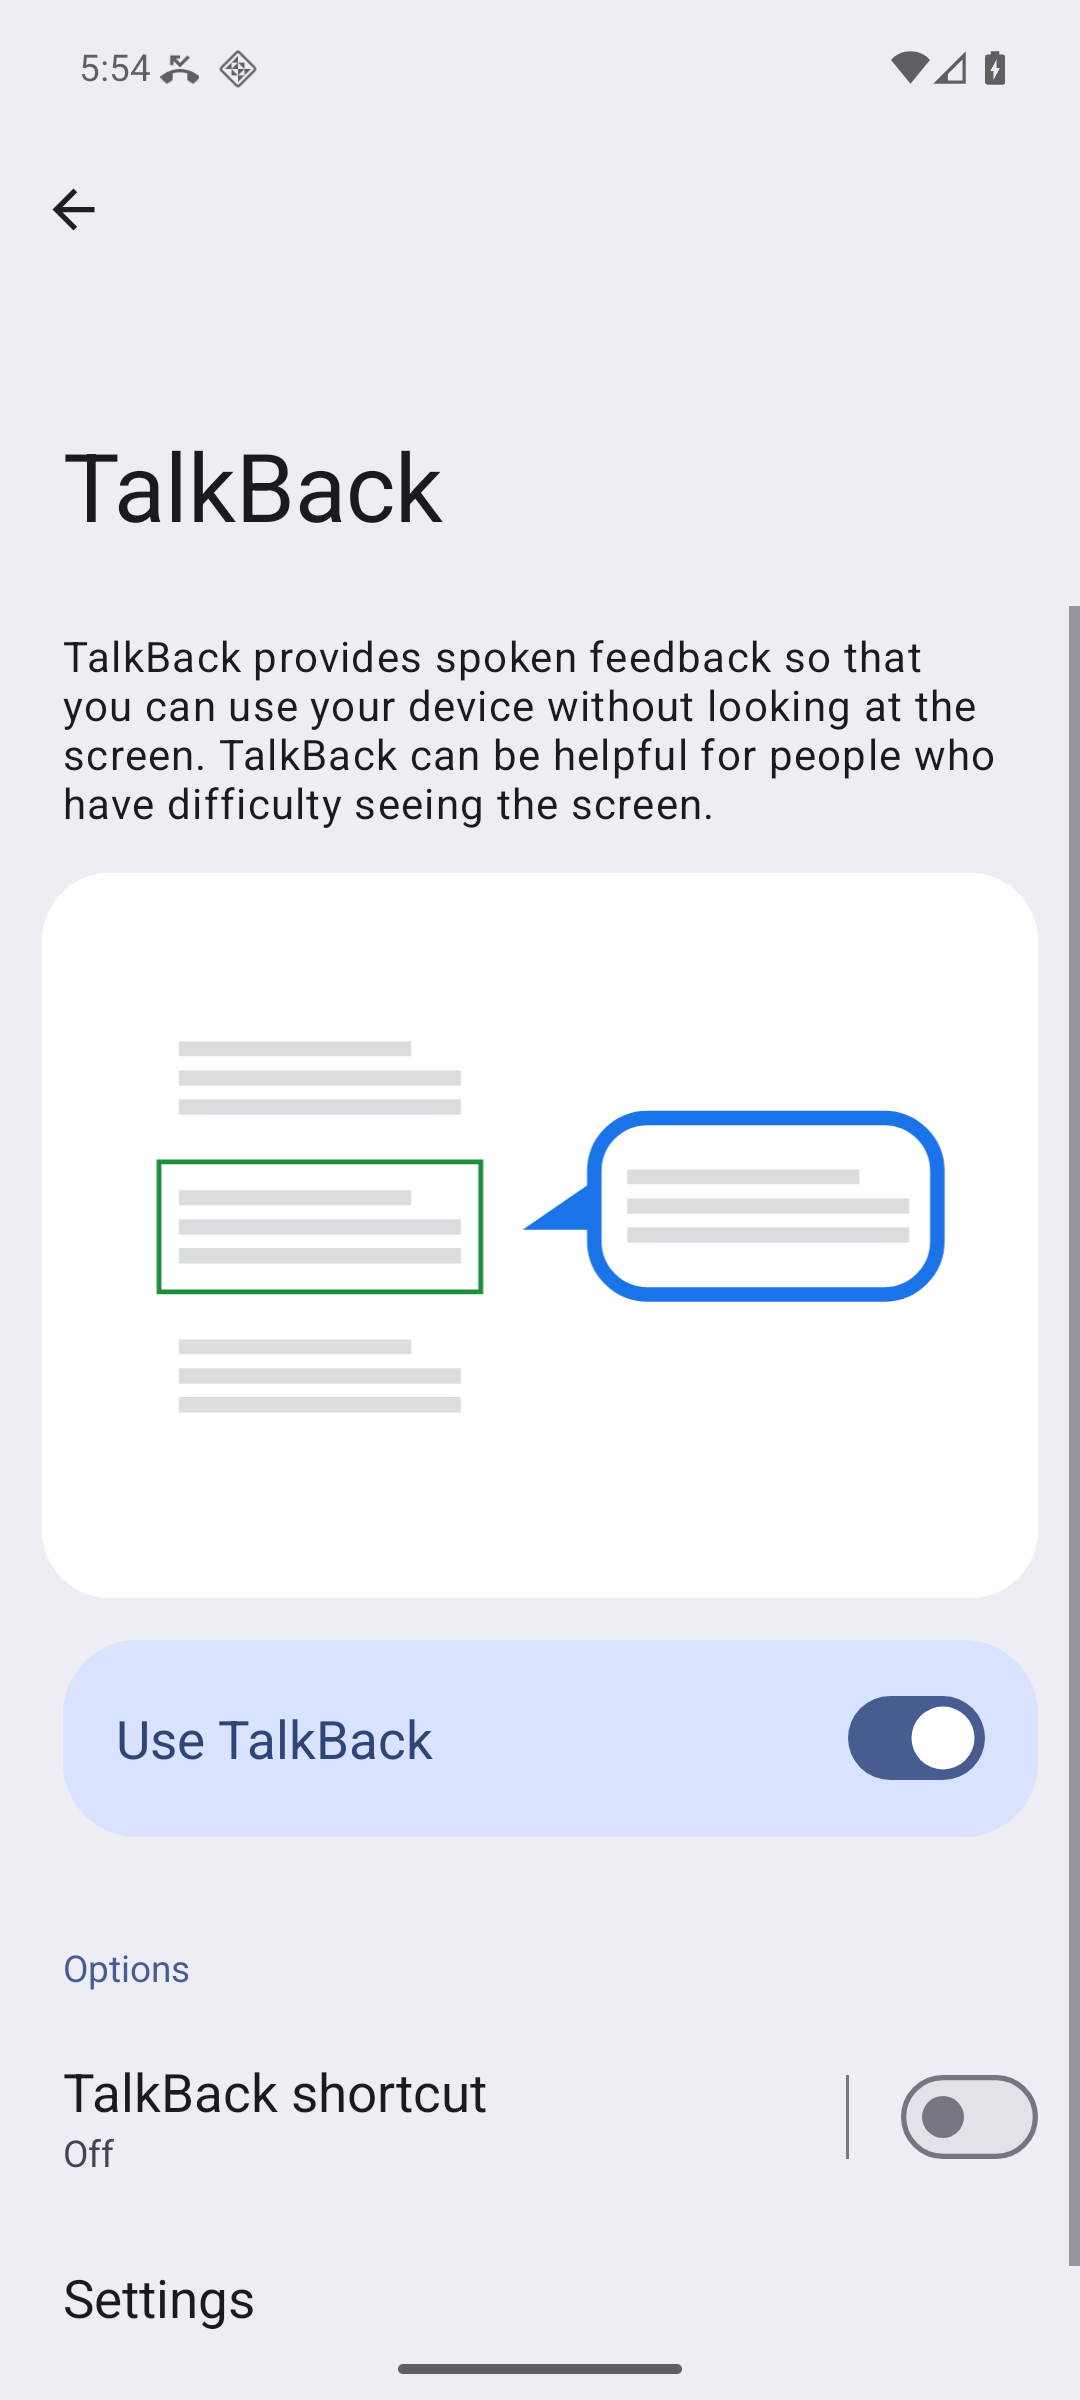 5:54
TalkBack
TalkBack provides spoken feedback so that
you can use your device without looking at the
screen. TalkBack can be helpful for people who
have difficulty seeing the screen.
Use TalkBack
Options
TalkBack shortcut
Off
Settings